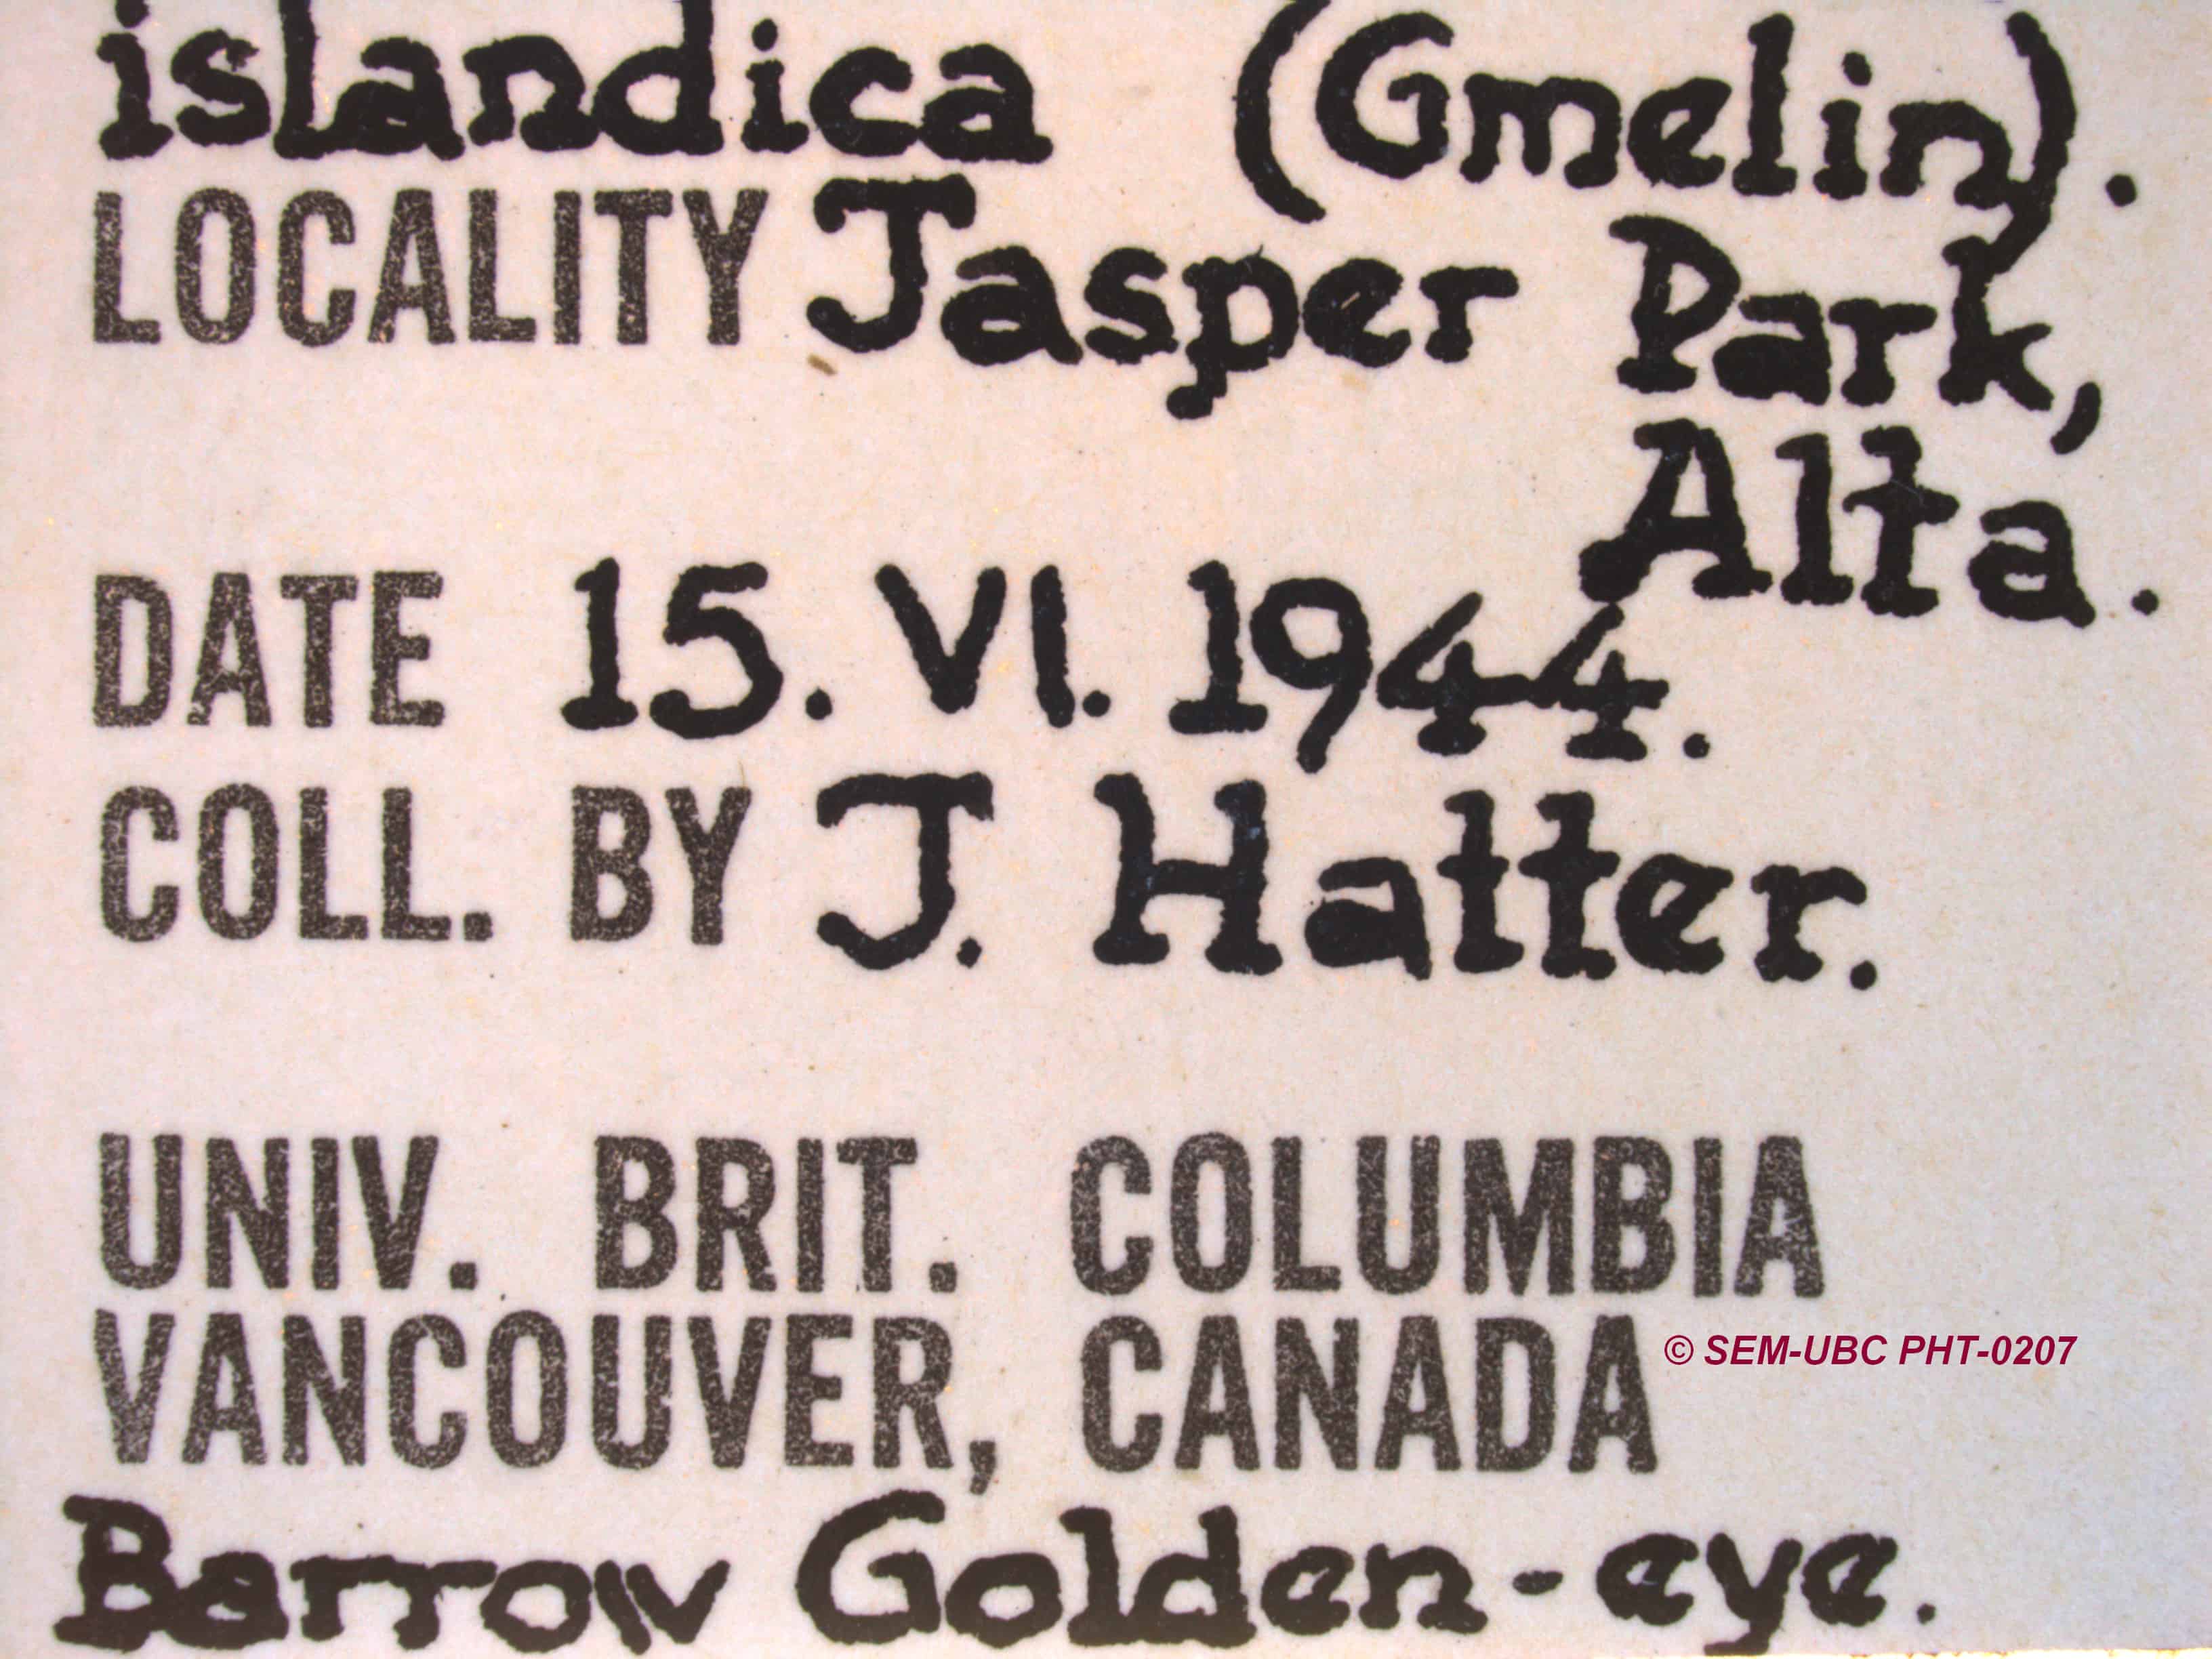 islandica (Gmelin).
LOCALITY Jasper Park,
Alta.
DATE 15. VI. 1944.
COLL. BY J. Hatter.
UNIV. BRIT. COLUMBIA
VANCOUVER, CANADA
© SEM-UBC PHT-0207
Barrow Golden-eye.